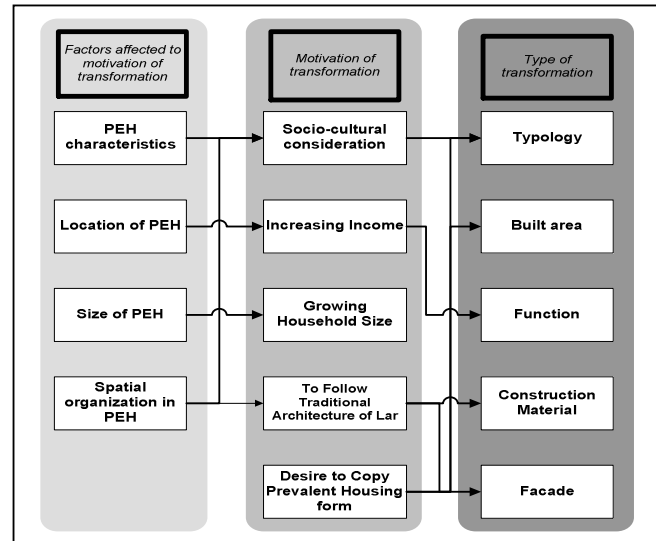 Factors affected to
motivation of
transformation
PEH
characteristics
Location of PEH
Size of PEH
Spatial
organization in
PEH
Motivation of
transformation
Socio-cultural
consideration
Increasing Income
Growing
Household Size
To Follow
Traditional
Architecture of Lar
Desire to Copy
Prevalent Housing
form
Type of
transformation
Typology
Built area
Function
Construction
Material
Facade